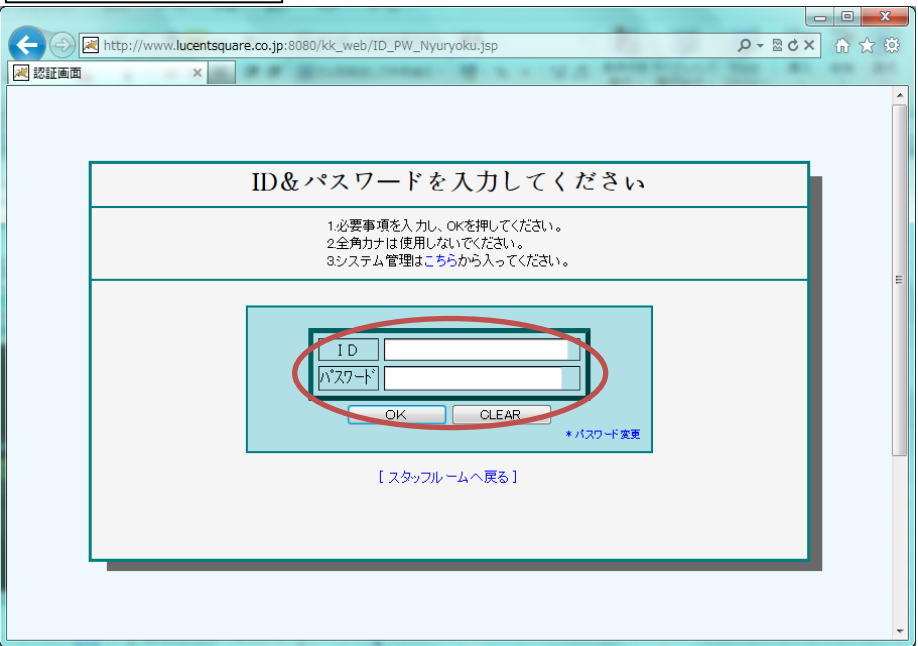 http://www.lucentsquare.co.jp:8080/kk_web/ID_PW_Nyuryoku.jsp
認証画面
ID&パスワードを入力してください
1.必要事項を入力し、OKを押してください。
2.全角カナは使用しないでください。
3.システム管理はこちらから入ってください。
ID
パスワード
OK CLEAR
*パスワード変更
[ スタッフルームへ戻る ]